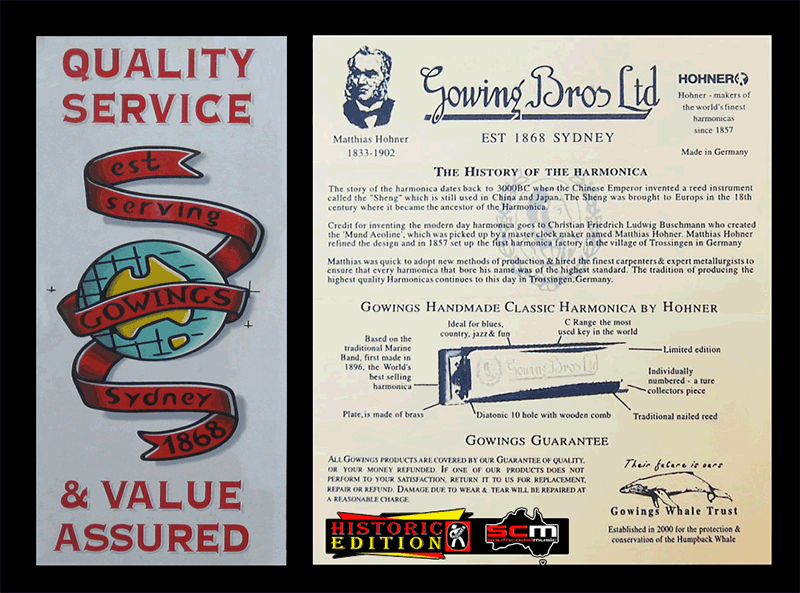 QUALITY
SERVICE
est
serving
GOWINGS
Sydney
1868
& VALUE
ASSURED
Matthias Hohner
1833-1902
Gowing Bros Ltd
EST 1868 SYDNEY
HOHNER
Hohner - makers of
the world's finest
harmonicas
since 1857
Made in Germany
THE HISTORY OF THE HARMONICA
The story of the harmonica dates back to 3000BC when the Chinese Emperor invented a reed instrument
called the "Sheng" which is still used in China and Japan. The Sheng was brought to Europs in the 18th
century where it became the ancestor of the Harmonica.
Credit for inventing the modern day harmonica goes to Christian Friedrich Ludwig Buschmann who created
the 'Mund Aeoline', which was picked up by a master clock maker named Matthias Hohner. Matthias Hohner
refined the design and in 1857 set up the first harmonica factory in the village of Trossingen in Germany
Matthias was quick to adopt new methods of production & hired the finest carpenters & expert metallurgists to
ensure that every harmonica that bore his name was of the highest standard. The tradition of producing the
highest quality Harmonicas continues to this day in Trossingen, Germany.
GOWINGS HANDMADE CLASSIC HARMONICA BY HOHNER
Based on the
traditional Marine
Band, first made in
1896, the World's
best selling
harmonica
Ideal for blues,
country, jazz & fun
C Range the most
used key in the world
Limited edition
Individually
numbered - a ture
collectors piece
Gowing Bros Ltd
Plate, is made of brass
Diatonic 10 hole with wooden comb
Traditional nailed reed
GOWINGS GUARANTEE
ALL GOWINGS PRODUCTS ARE COVERED BY OUR GUARANTEE OF QUALITY,
OR YOUR MONEY REFUNDED. IF ONE OF OUR PRODUCTS DOES NOT
PERFORM TO YOUR SATISFACTION, RETURN IT TO US FOR REPLACEMENT,
REPAIR OR REFUND. DAMAGE DUE TO WEAR & TEAR WILL BE REPAIRED AT
A REASONABLE CHARGE.
Their future is ours
Gowings Whale Trust
Established in 2000 for the protection &
conservation of the Humpback Whale
HISTORIC
EDITION
SCM
southcoastmusic